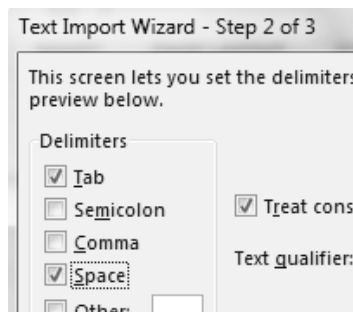 Text Import Wizard - Step 2 of 3
This screen lets you set the delimiters
preview below.
Delimiters
Tab
Semicolon
Comma
Space
Other:
Treat cons
Text qualifier: